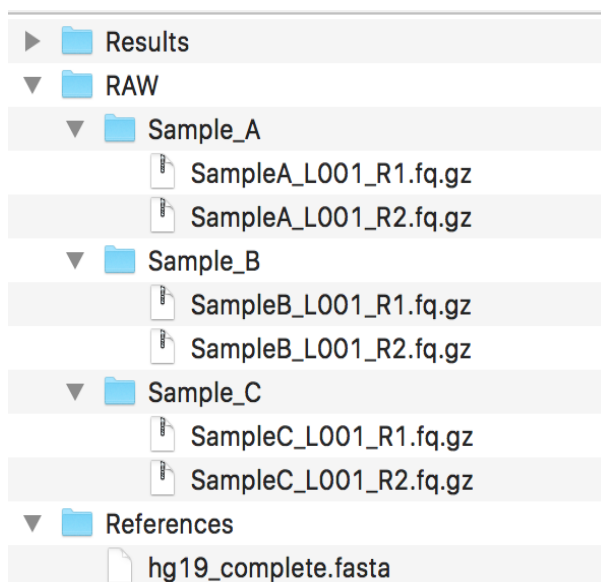 Results
RAW
Sample_A
SampleA_L001_R1.fq.gz
SampleA_L001_R2.fq.gz
Sample_B
SampleB_L001_R1.fq.gz
SampleB_L001_R2.fq.gz
Sample_C
SampleC_L001_R1.fq.gz
SampleC_L001_R2.fq.gz
References
hg19_complete.fasta